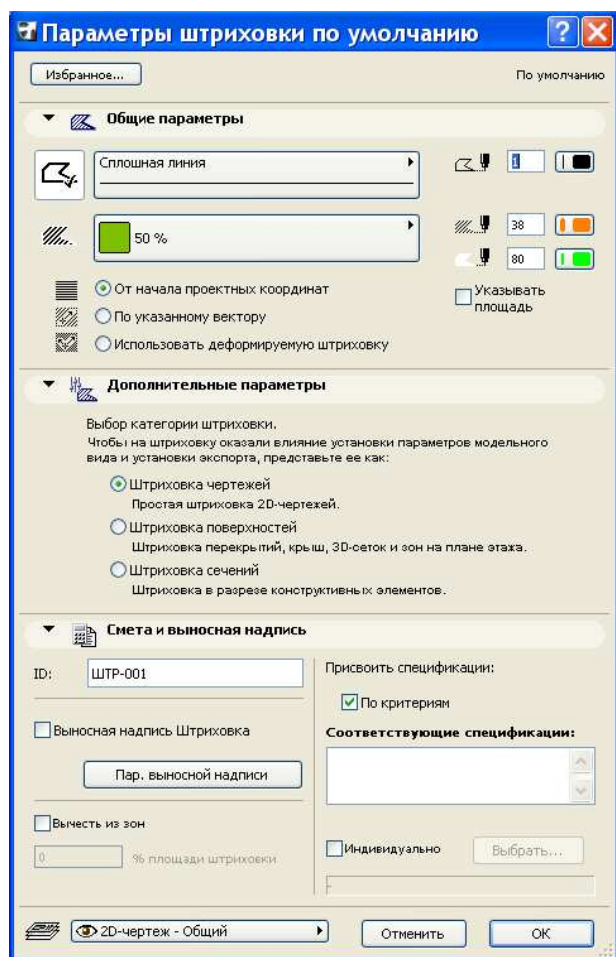 Параметры штриховки по умолчанию
Избранное...
По умолчанию
Общие параметры
Сплошная линия
1
50 %
38
80
От начала проектных координат
По указанному вектору
Использовать деформируемую штриховку
Указывать
площадь
Дополнительные параметры
Выбор категории штриховки.
Чтобы на штриховку оказали влияние установки параметров модельного
вида и установки экспорта, представьте ее как:
Штриховка чертежей
Простая штриховка 2D-чертежей.
Штриховка поверхностей
Штриховка перекрытий, крыш, 3D-сеток и зон на плане этажа.
Штриховка сечений
Штриховка в разрезе конструктивных элементов.
Смета и выносная надпись
ID:
ШТР-001
Выносная надпись Штриховка
Пар. выносной надписи
Вычесть из зон
0
% площади штриховки
Присвоить спецификации:
По критериям
Соответствующие спецификации:
Индивидуально
Выбрать...
-
2D-чертеж - Общий
Отменить
OK